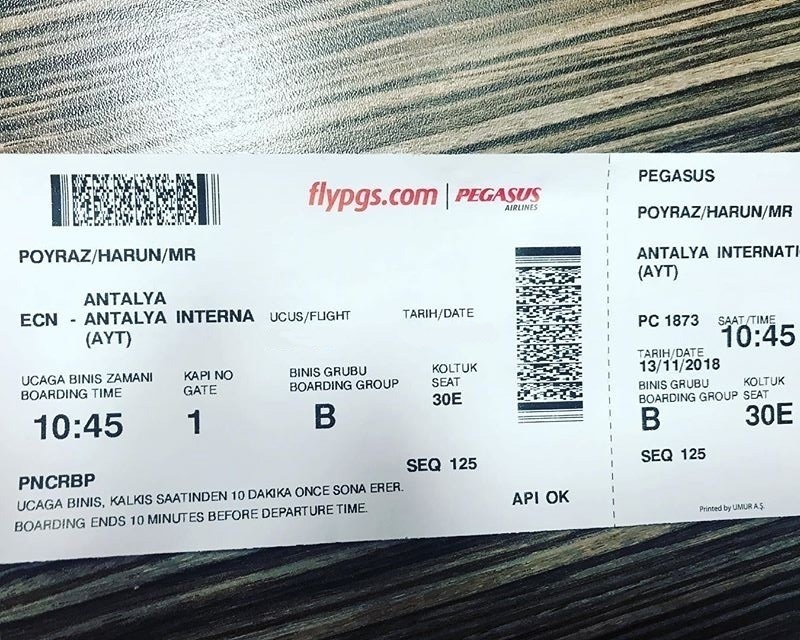 flypgs.com | PEGASUS
AIRLINES
POYRAZ/HARUN/MR
ANTALYA
ECN - ANTALYA INTERNA
(AYT)
UCUS/FLIGHT
TARIH/DATE
UCAGA BINIS ZAMANI
BOARDING TIME
10:45
KAPI NO
GATE
1
BINIS GRUBU
BOARDING GROUP
B
KOLTUK
SEAT
30E
SEQ 125
PNCRBP
UCAGA BINIS, KALKIS SAATINDEN 10 DAKIKA ONCE SONA ERER.
BOARDING ENDS 10 MINUTES BEFORE DEPARTURE TIME.
API OK
PEGASUS
POYRAZ/HARUN/MR
ANTALYA INTERNATI
(AYT)
PC 1873
SAAT/TIME
10:45
TARIH/DATE
13/11/2018
BINIS GRUBU
BOARDING GROUP
B
KOLTUK
SEAT
30E
SEQ 125
Printed by UMUR A.Ş.